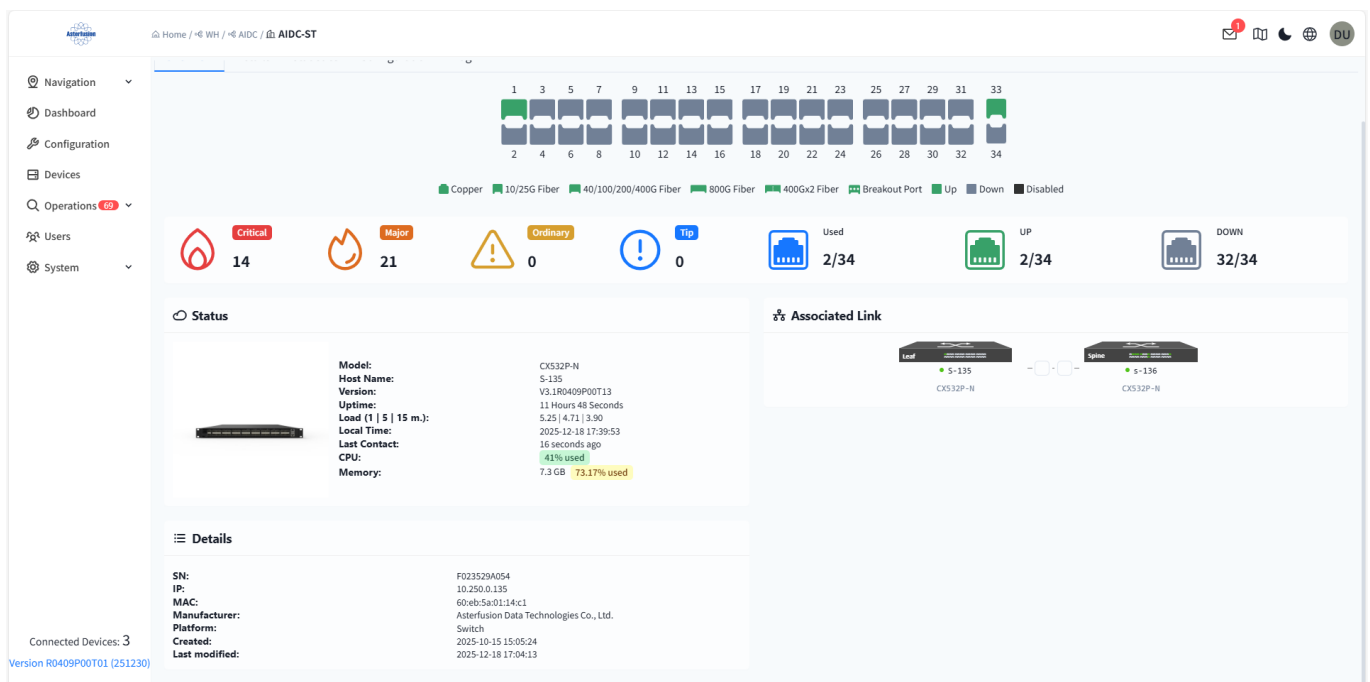 Asterfusion
Home / WH / AIDC / AIDC-ST
1
DU
Navigation
Dashboard
Configuration
Devices
Operations 69
Users
System
Connected Devices: 3
Version R0409P00T01 (251230)
1 3 5 7 9 11 13 15 17 19 21 23 25 27 29 31 33
2 4 6 8 10 12 14 16 18 20 22 24 26 28 30 32 34
Copper 10/25G Fiber 40/100/200/400G Fiber 800G Fiber 400Gx2 Fiber Breakout Port Up Down Disabled
Critical
14
Major
21
Ordinary
0
Tip
0
Used
2/34
UP
2/34
DOWN
32/34
Status
Model: CX532P-N
Host Name: S-135
Version: V3.1R0409P00T13
Uptime: 11 Hours 48 Seconds
Load (1 | 5 | 15 m.): 5.25 | 4.71 | 3.90
Local Time: 2025-12-18 17:39:53
Last Contact: 16 seconds ago
CPU: 41% used
Memory: 7.3 GB 73.17% used
Associated Link
Leaf
S-135
CX532P-N
Spine
s-136
CX532P-N
Details
SN: F023529A054
IP: 10.250.0.135
MAC: 60:eb:5a:01:14:c1
Manufacturer: Asterfusion Data Technologies Co., Ltd.
Platform: Switch
Created: 2025-10-15 15:05:24
Last modified: 2025-12-18 17:04:13